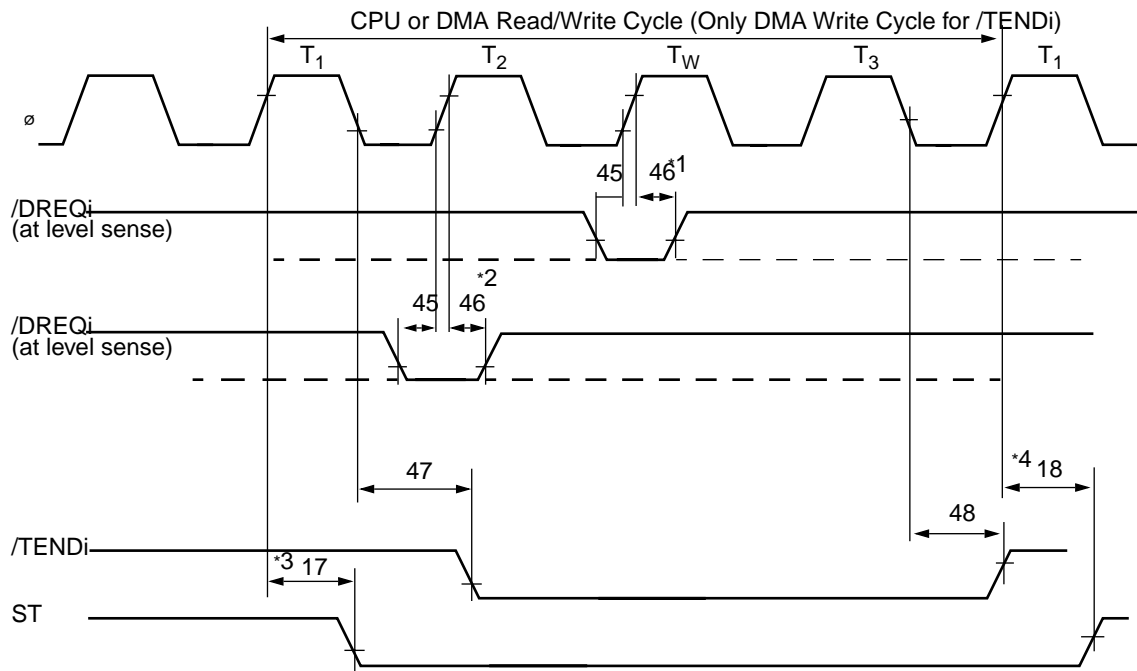 CPU or DMA Read/Write Cycle (Only DMA Write Cycle for /TENDi)
T1 T2 TW T3 T1
ø
45 46*1
/DREQi
(at level sense)
*2
45 46
/DREQi
(at level sense)
47
*4 18
48
/TENDi
*3 17
ST